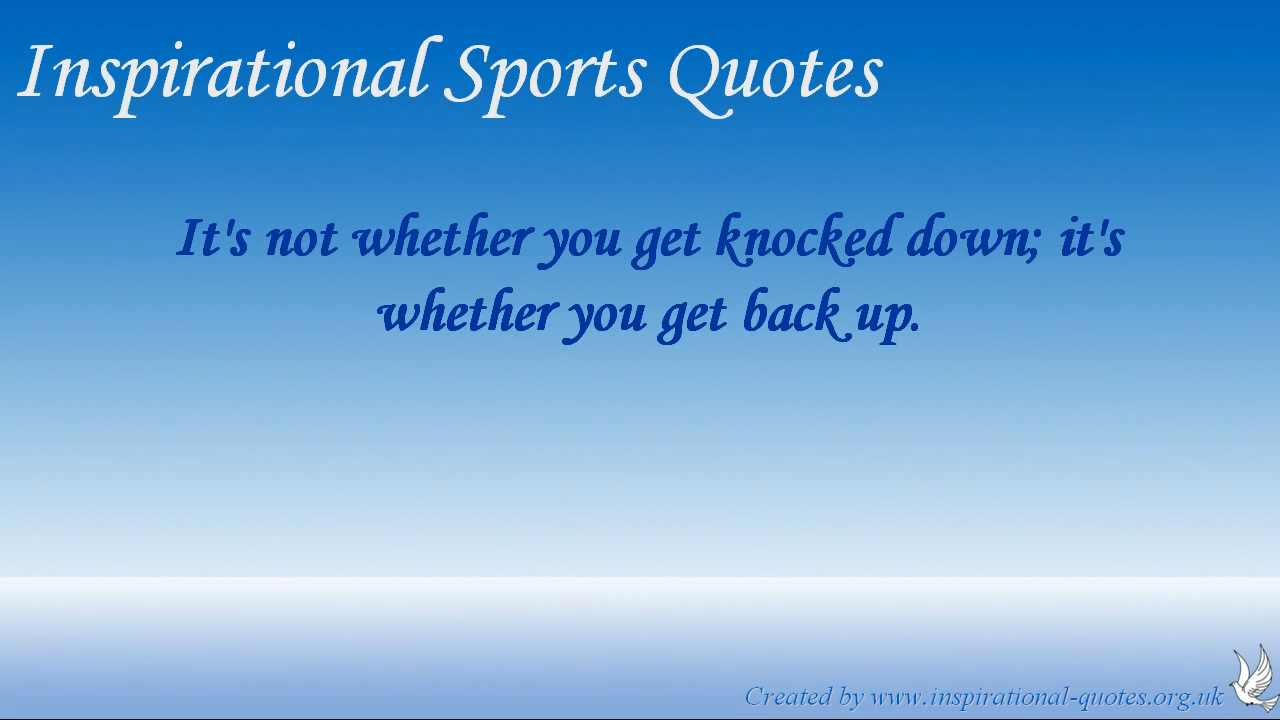 Inspirational Sports Quotes
It's not whether you get knocked down; it's
whether you get back up.
Created by www.inspirational-quotes.org.uk